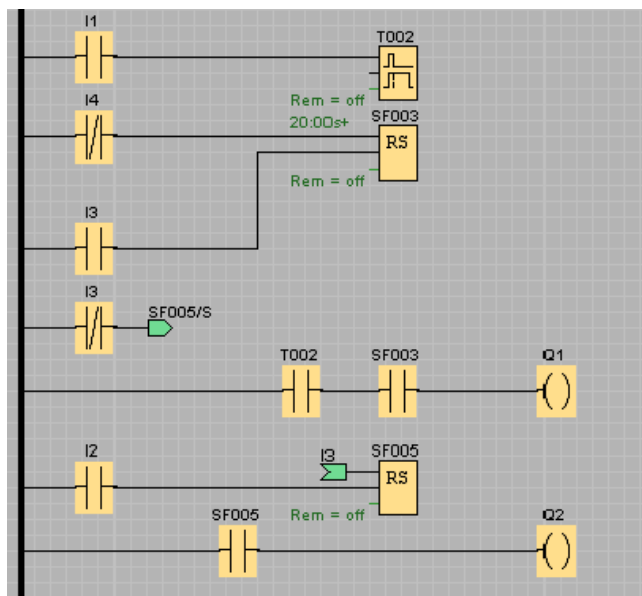 I1
T002
Rem = off
20:00s+
I4
SF003
RS
Rem = off
I3
I3
SF005/S
T002 SF003 Q1
I2
I3
SF005
RS
Rem = off
SF005
Q2